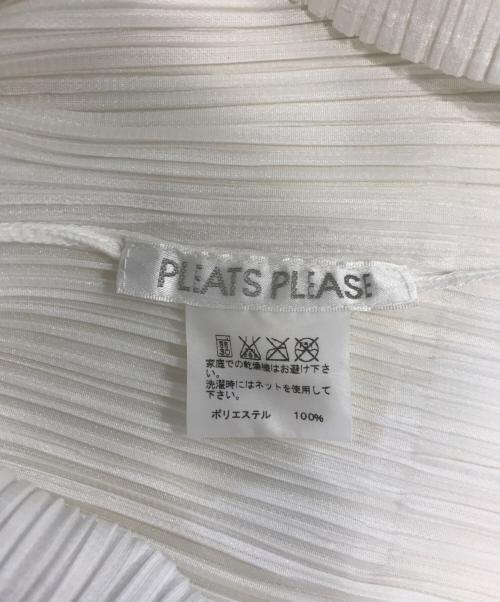 PLEATS PLEASE
家庭での乾燥機はお避け下さ
い。
洗濯時にはネットを使用して
下さい。
ポリエステル 100%